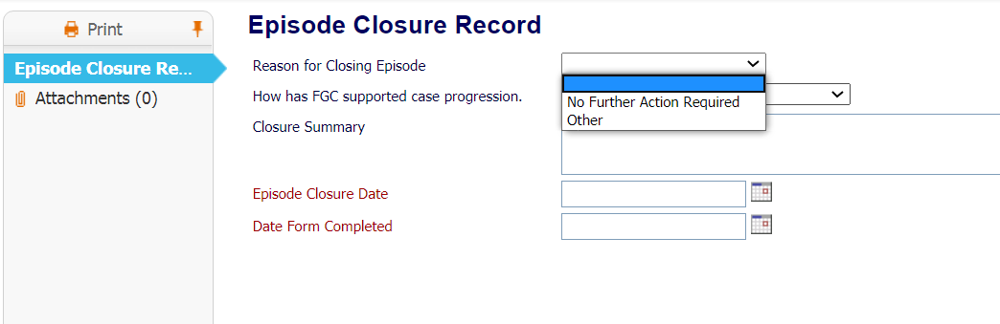 Print
Episode Closure Re...
Attachments (0)
Episode Closure Record
Reason for Closing Episode
No Further Action Required
Other
How has FGC supported case progression.
Closure Summary
Episode Closure Date
Date Form Completed